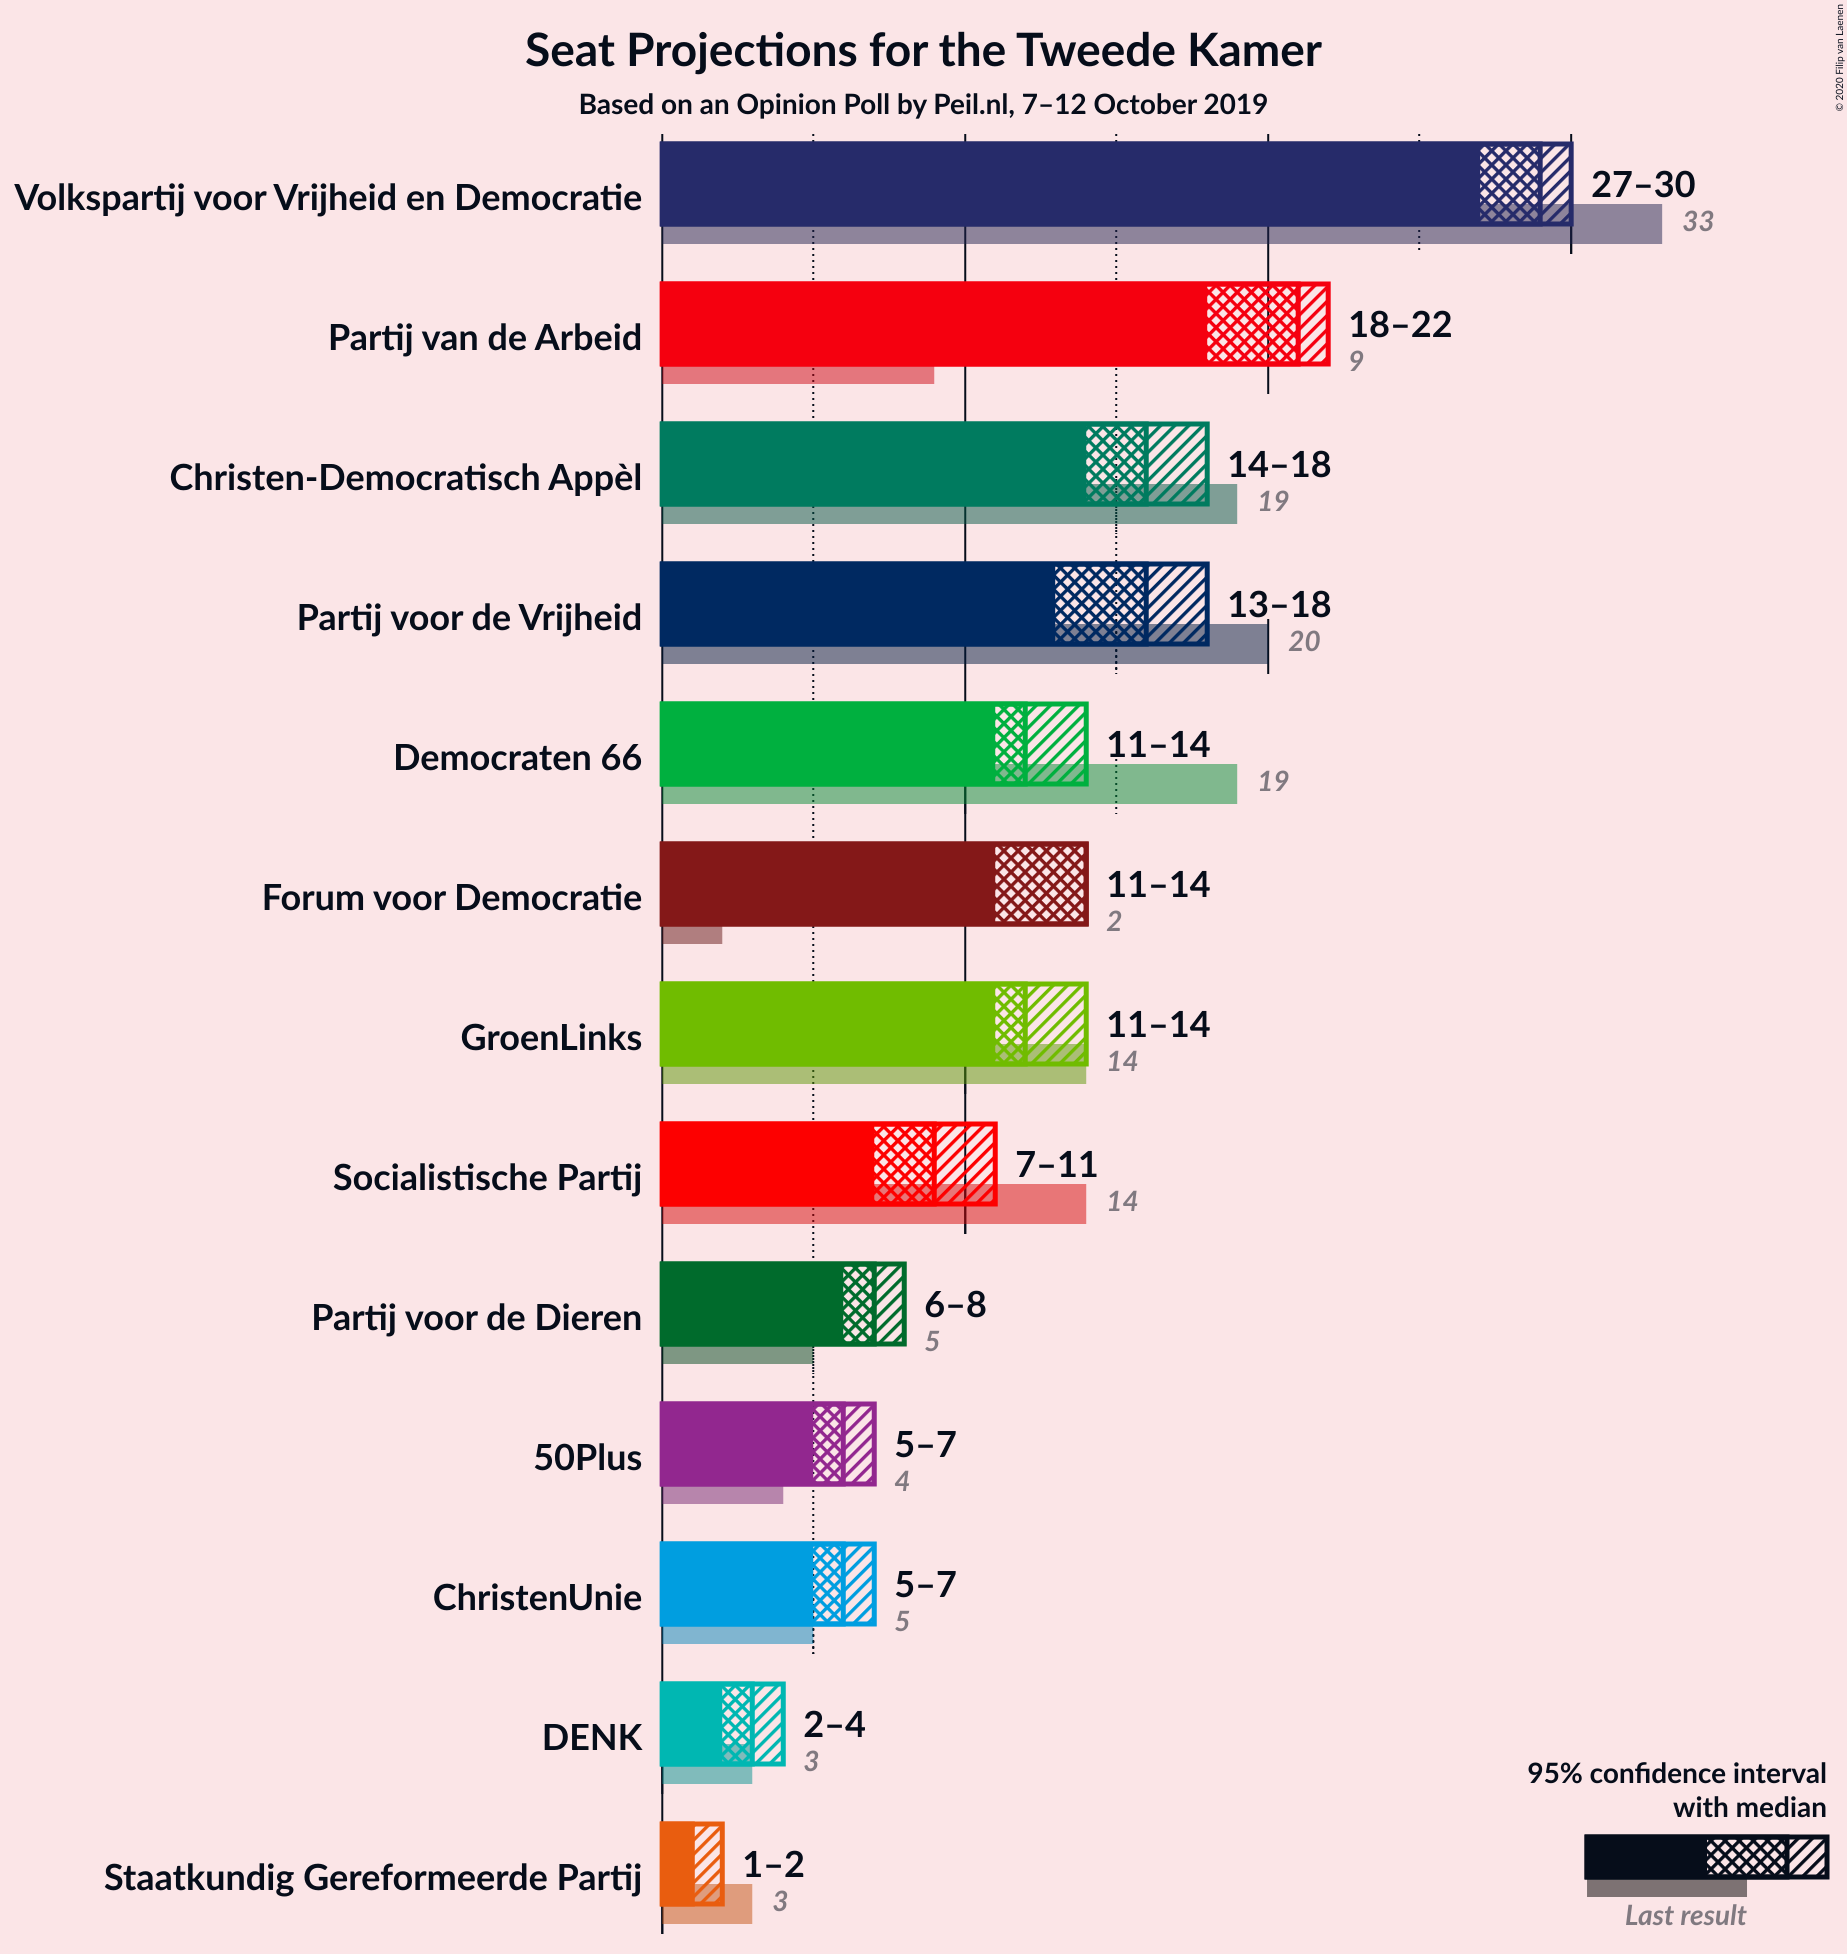 Seat Projections for the Tweede Kamer
Based on an Opinion Poll by Peil.nl, 7–12 October 2019
© 2020 Filip van Laenen
Volkspartij voor Vrijheid en Democratie
27–30
33
Partij van de Arbeid
18–22
9
Christen-Democratisch Appèl
14–18
19
Partij voor de Vrijheid
13–18
20
Democraten 66
11–14
19
Forum voor Democratie
11–14
2
GroenLinks
11–14
14
Socialistische Partij
7–11
14
Partij voor de Dieren
6–8
5
50Plus
5–7
4
ChristenUnie
5–7
5
DENK
2–4
3
Staatkundig Gereformeerde Partij
1–2
3
95% confidence interval
with median
Last result